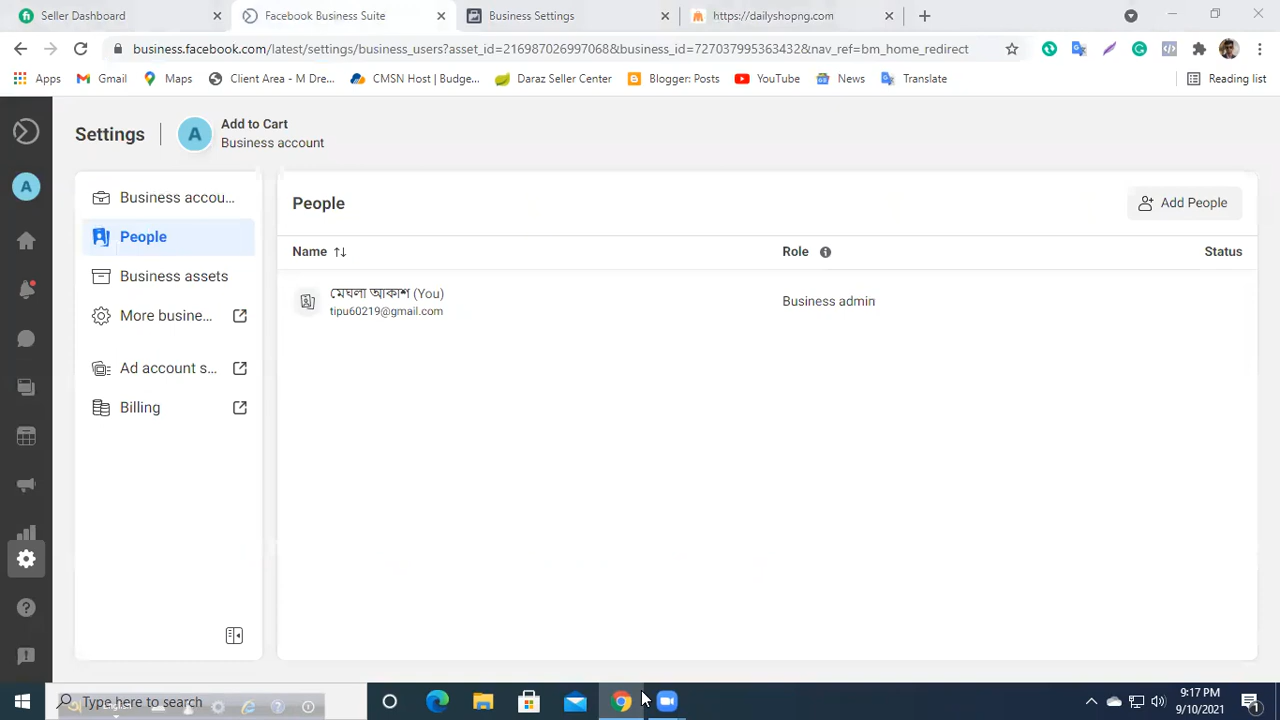 Seller Dashboard
Facebook Business Suite
Business Settings
https://dailyshopng.com
business.facebook.com/latest/settings/business_users?asset_id=216987026997068&business_id=727037995363432&nav_ref=bm_home_redirect
Apps
Gmail
Maps
Client Area - M Dre...
CMSN Host | Budge...
Daraz Seller Center
Blogger: Posts
YouTube
News
Translate
Reading list
Settings
A
Add to Cart
Business account
A
Business accou...
People
Business assets
More busine...
Ad account s...
Billing
People
Add People
Name
Role
Status
মেঘলা আকাশ (You)
tipu60219@gmail.com
Business admin
Type here to search
9:17 PM
9/10/2021
1